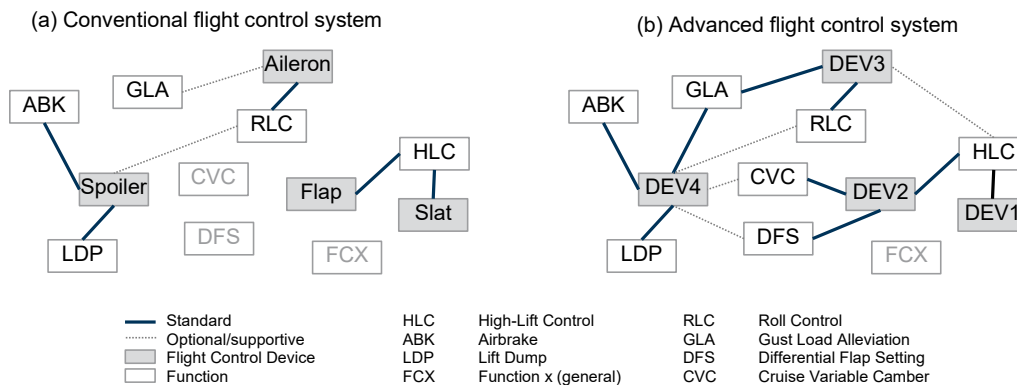 (a) Conventional flight control system
(b) Advanced flight control system
Aileron
GLA
ABK
RLC
HLC
CVC
Spoiler
Flap
Slat
DFS
LDP
FCX
DEV3
GLA
ABK
RLC
HLC
CVC
DEV4
DEV2
DEV1
DFS
LDP
FCX
Standard HLC High-Lift Control RLC Roll Control
Optional/supportive ABK Airbrake GLA Gust Load Alleviation
Flight Control Device LDP Lift Dump DFS Differential Flap Setting
Function FCX Function x (general) CVC Cruise Variable Camber